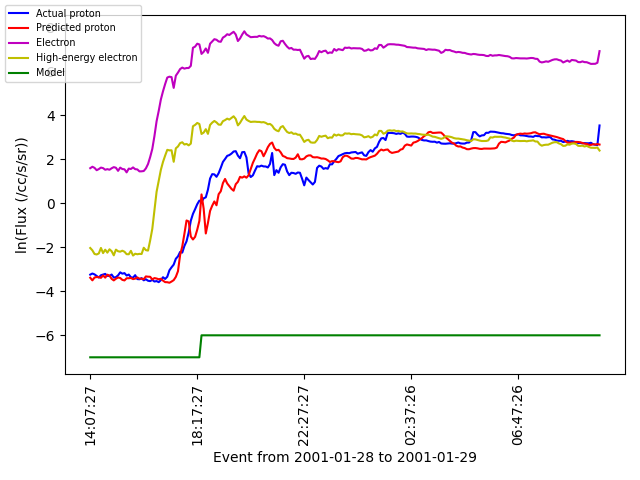 Actual proton
Predicted proton
Electron
High-energy electron
Model
4
2
0
−2
−4
−6
ln(Flux (/cc/s/sr))
14:07:27
18:17:27
22:27:27
02:37:26
06:47:26
Event from 2001-01-28 to 2001-01-29